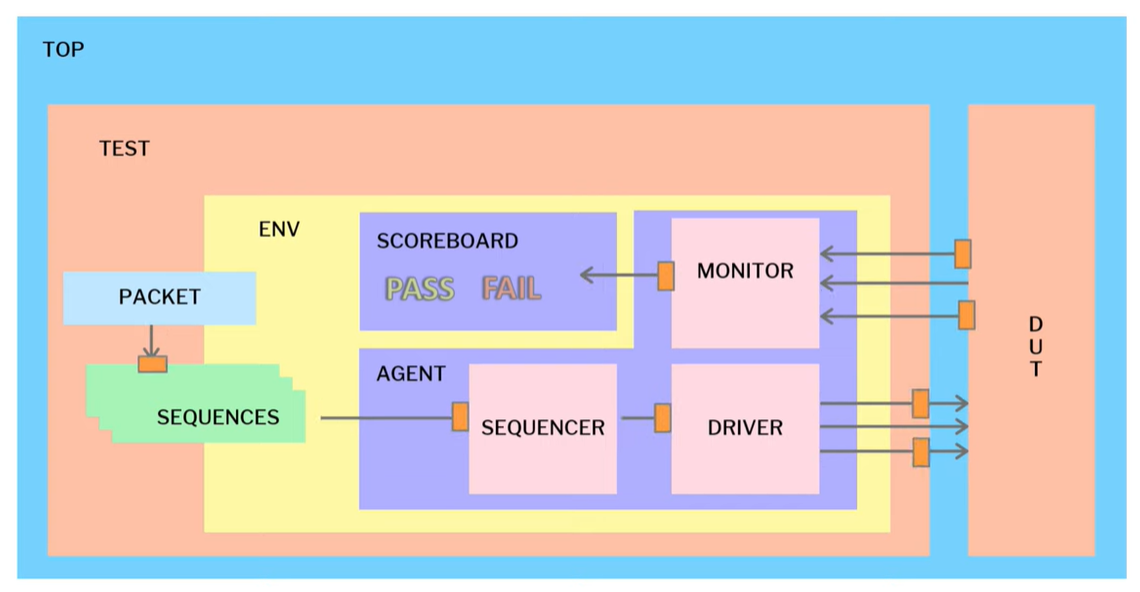 TOP
TEST
ENV
SCOREBOARD
PASS FAIL
MONITOR
PACKET
AGENT
SEQUENCES
SEQUENCER
DRIVER
D
U
T